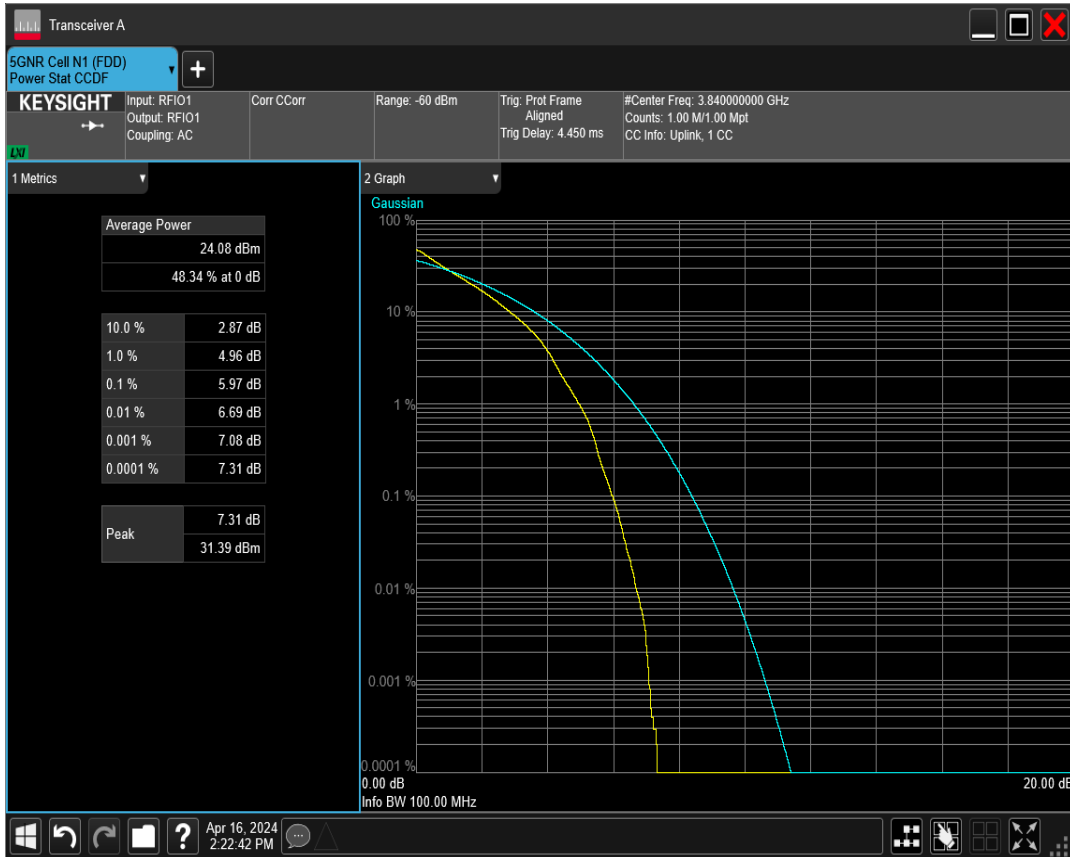 Transceiver A
5GNR Cell N1 (FDD)
Power Stat CCDF
+
KEYSIGHT
LXI
Input: RFIO1
Output: RFIO1
Coupling: AC
Corr CCorr
Range: -60 dBm
Trig: Prot Frame
Aligned
Trig Delay: 4.450 ms
#Center Freq: 3.840000000 GHz
Counts: 1.00 M/1.00 Mpt
CC Info: Uplink, 1 CC
1 Metrics
Average Power
24.08 dBm
48.34 % at 0 dB
10.0 % 2.87 dB
1.0 % 4.96 dB
0.1 % 5.97 dB
0.01 % 6.69 dB
0.001 % 7.08 dB
0.0001 % 7.31 dB
Peak
7.31 dB
31.39 dBm
2 Graph
Gaussian
100 %
10 %
1 %
0.1 %
0.01 %
0.001 %
0.0001 %
0.00 dB 20.00 dB
Info BW 100.00 MHz
?
Apr 16, 2024
2:22:42 PM